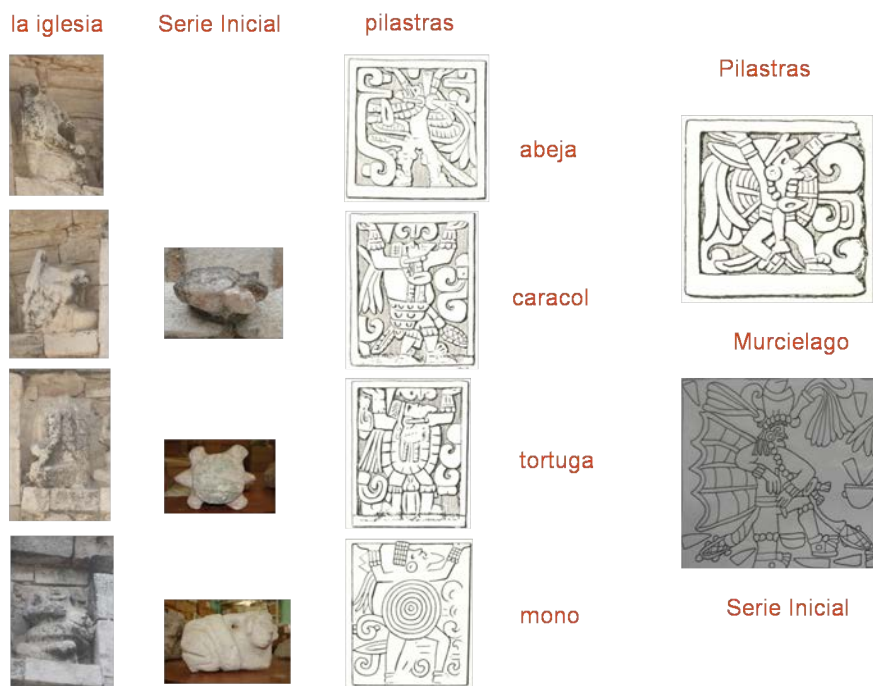 la iglesia
Serie Inicial
pilastras
abeja
caracol
tortuga
mono
Pilastras
Murcielago
Serie Inicial